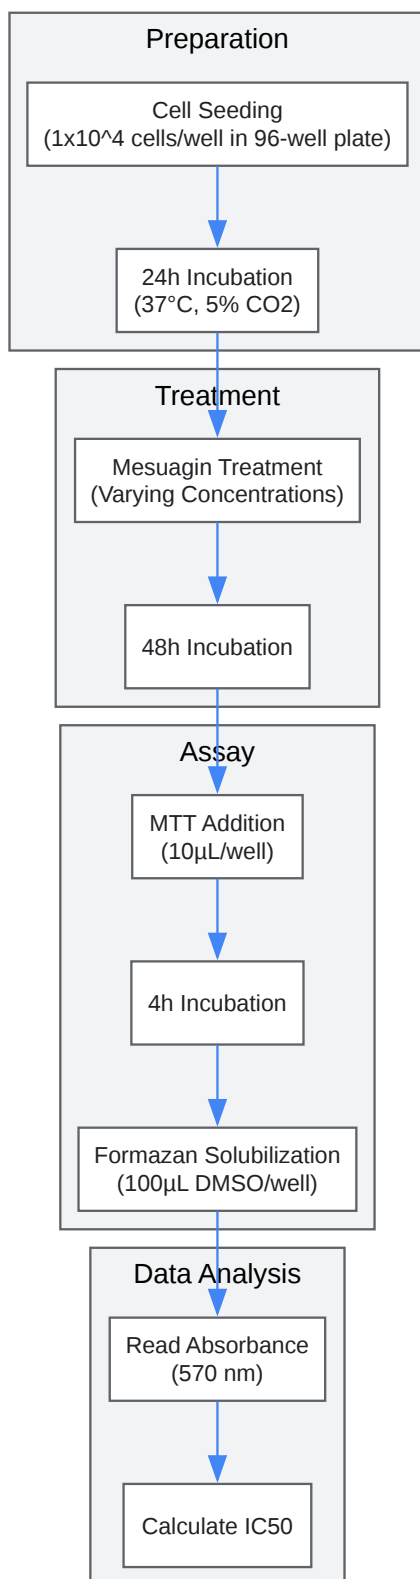 Preparation
Cell Seeding
(1x10^4 cells/well in 96-well plate)
24h Incubation
(37°C, 5% CO2)
Treatment
Mesuagin Treatment
(Varying Concentrations)
48h Incubation
Assay
MTT Addition
(10µL/well)
4h Incubation
Formazan Solubilization
(100µL DMSO/well)
Data Analysis
Read Absorbance
(570 nm)
Calculate IC50